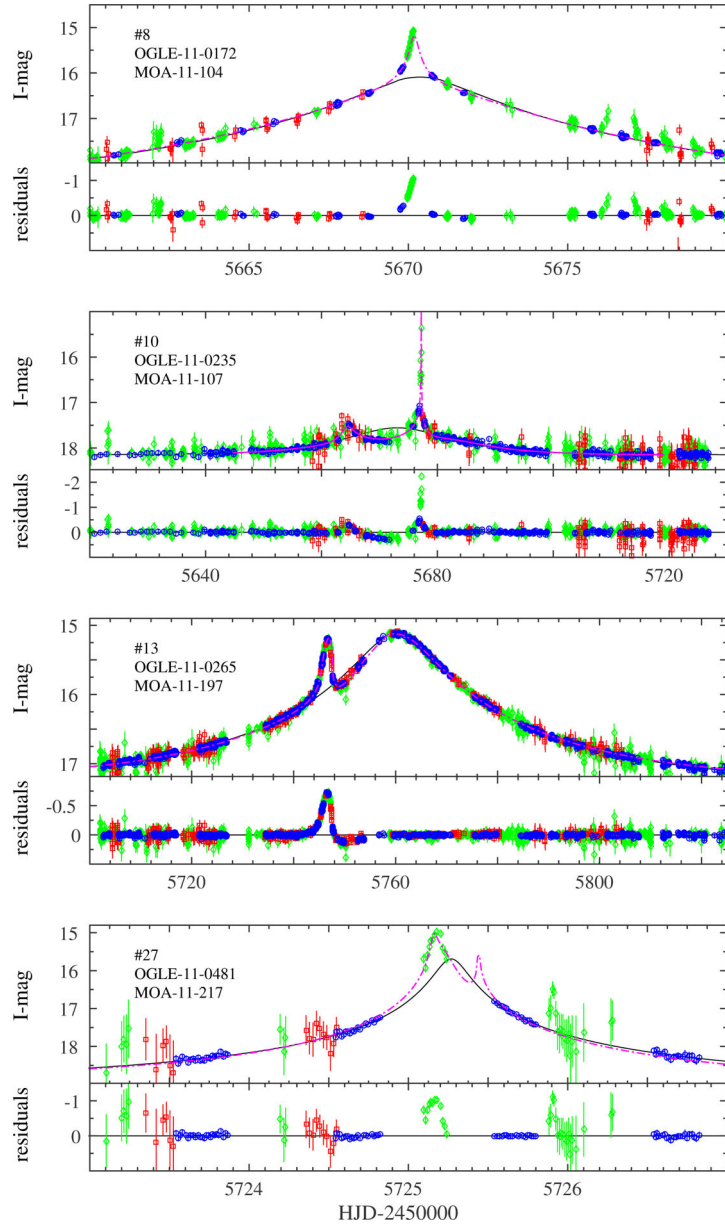 I-mag
15
16
17
#8
OGLE-11-0172
MOA-11-104
residuals
-1
0
5665 5670 5675
I-mag
16
17
18
#10
OGLE-11-0235
MOA-11-107
residuals
-2
-1
0
5640 5680 5720
I-mag
15
16
17
#13
OGLE-11-0265
MOA-11-197
residuals
-0.5
0
5720 5760 5800
I-mag
15
16
17
18
#27
OGLE-11-0481
MOA-11-217
residuals
-1
0
5724 5725 5726
HJD-2450000